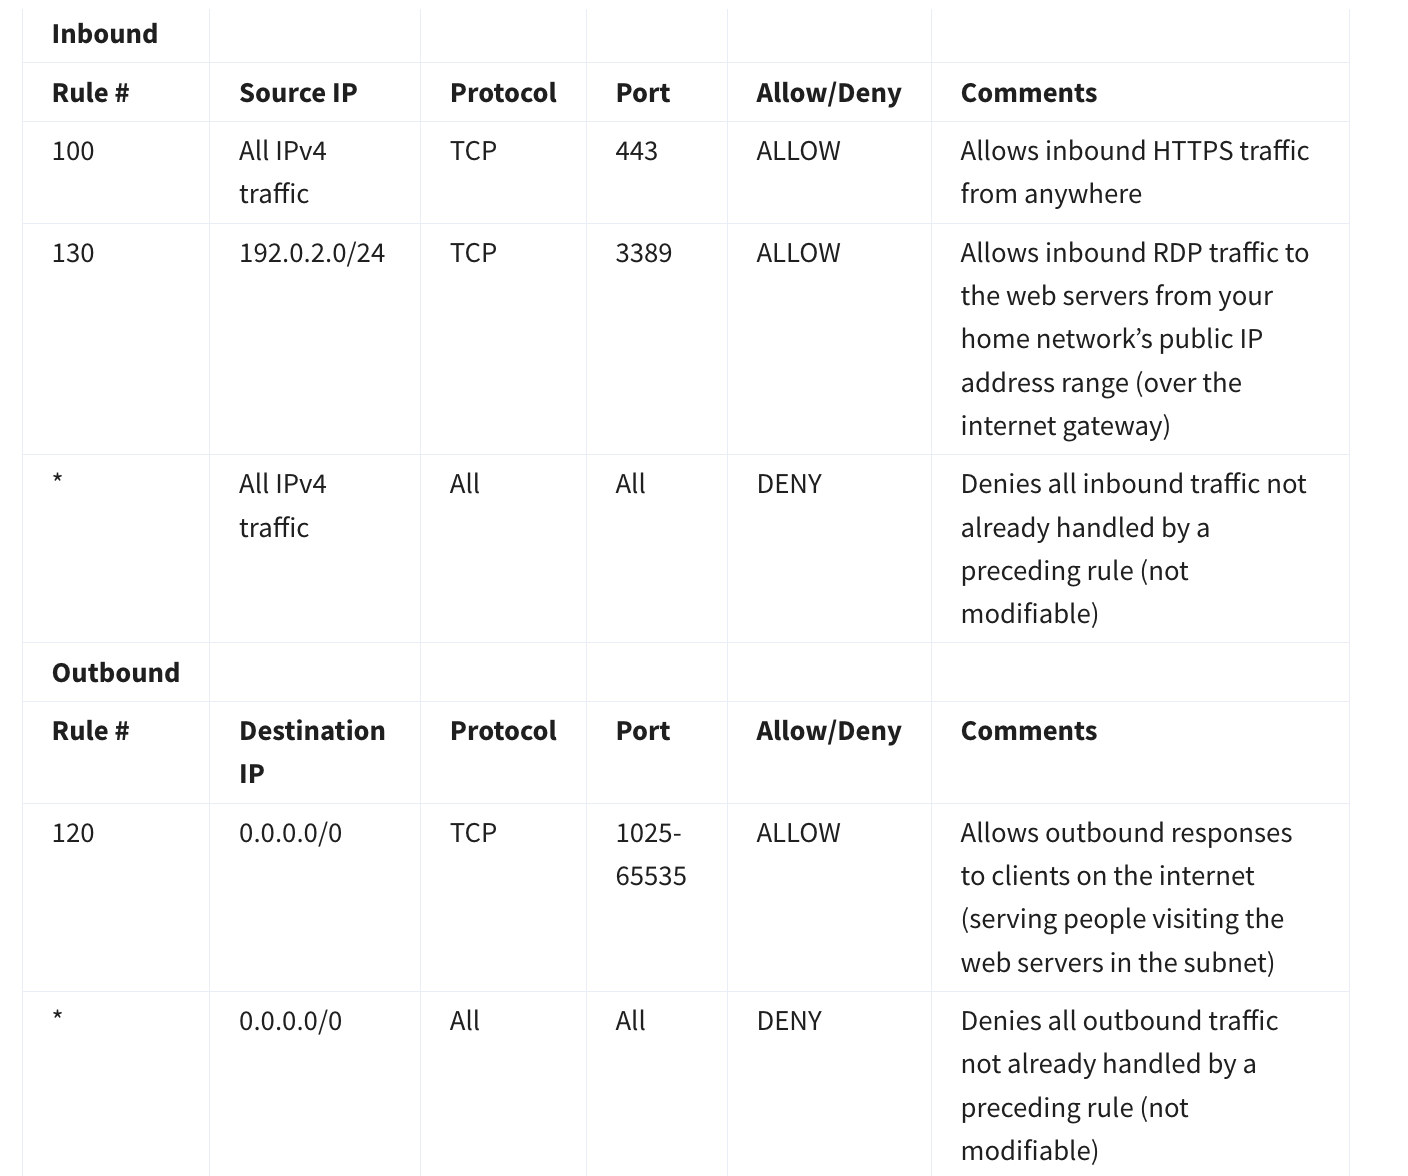 Inbound
Rule # Source IP Protocol Port Allow/Deny Comments
100 All IPv4 TCP 443 ALLOW Allows inbound HTTPS traffic
traffic from anywhere
130 192.0.2.0/24 TCP 3389 ALLOW Allows inbound RDP traffic to
the web servers from your
home network’s public IP
address range (over the
internet gateway)
* All IPv4 All All DENY Denies all inbound traffic not
traffic already handled by a
preceding rule (not
modifiable)
Outbound
Rule # Destination Protocol Port Allow/Deny Comments
IP
120 0.0.0.0/0 TCP 1025- ALLOW Allows outbound responses
65535 to clients on the internet
(serving people visiting the
web servers in the subnet)
* 0.0.0.0/0 All All DENY Denies all outbound traffic
not already handled by a
preceding rule (not
modifiable)